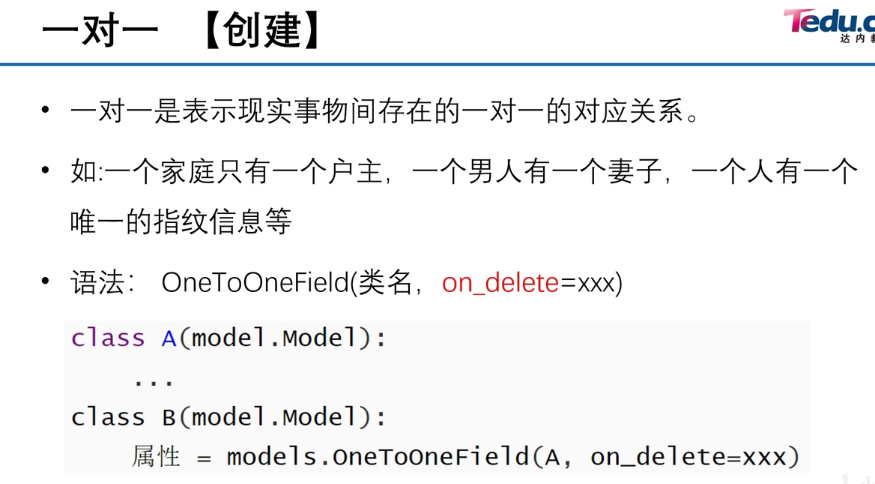 一对一 【创建】
Tedu.c
达内
• 一对一是表示现实事物间存在的一对一的对应关系。
• 如:一个家庭只有一个户主，一个男人有一个妻子，一个人有一个
唯一的指纹信息等
• 语法： OneToOneField(类名，on_delete=xxx)
class A(model.Model):
...
class B(model.Model):
属性 = models.OneToOneField(A, on_delete=xxx)